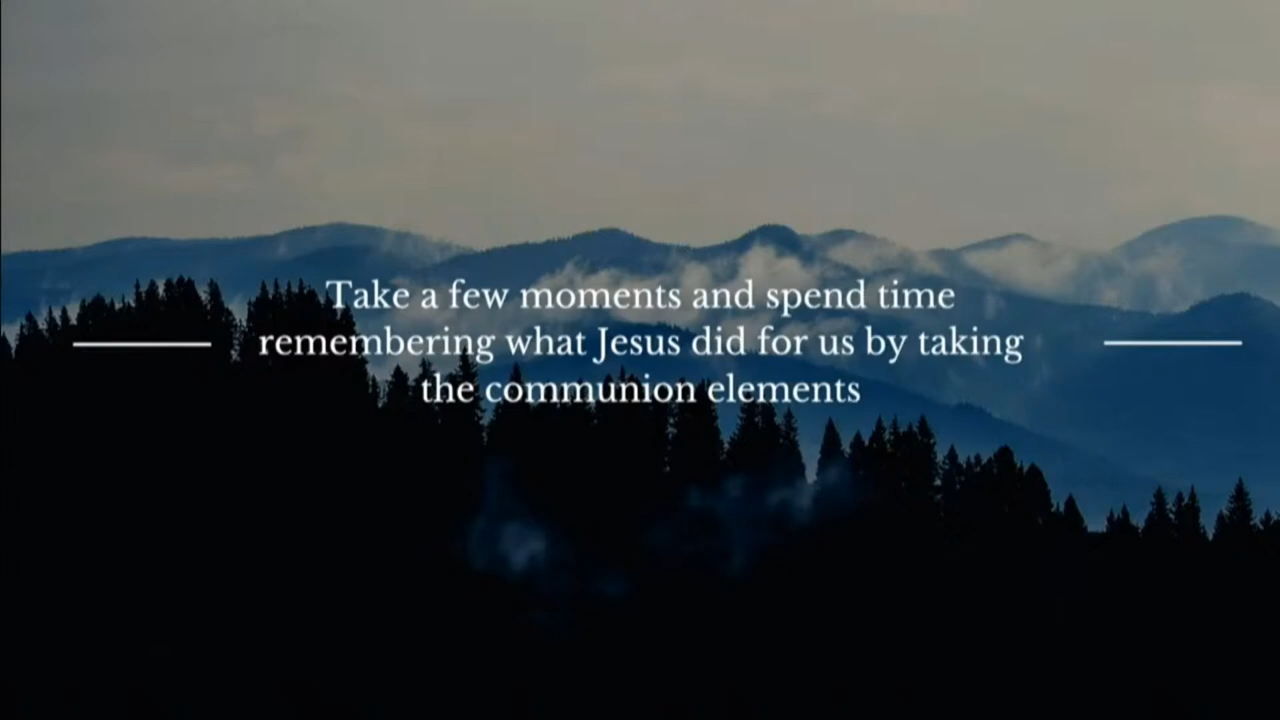 Take a few moments and spend time
remembering what Jesus did for us by taking
the communion elements